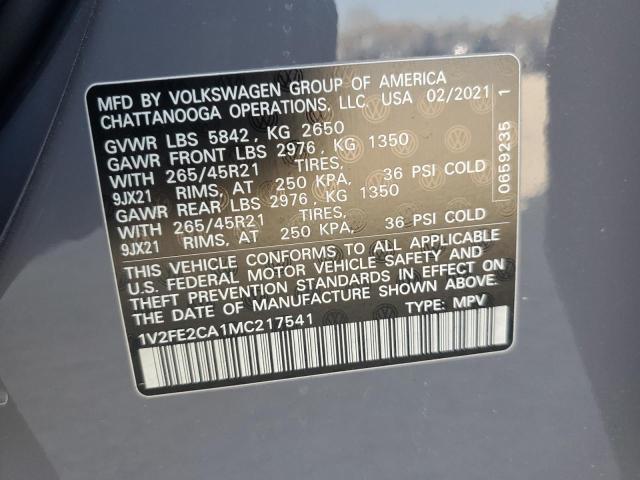 MFD BY VOLKSWAGEN GROUP OF AMERICA
CHATTANOOGA OPERATIONS, LLC, USA 02/2021
GVWR LBS 5842, KG 2650
GAWR FRONT LBS 2976, KG 1350
WITH 265/45R21 TIRES,
9JX21 RIMS, AT 250 KPA, 36 PSI COLD
GAWR REAR LBS 2976, KG 1350
WITH 265/45R21 TIRES,
9JX21 RIMS, AT 250 KPA, 36 PSI COLD
THIS VEHICLE CONFORMS TO ALL APPLICABLE
U.S. FEDERAL MOTOR VEHICLE SAFETY AND
THEFT PREVENTION STANDARDS IN EFFECT ON
THE DATE OF MANUFACTURE SHOWN ABOVE.
1V2FE2CA1MC217541 TYPE: MPV
0659235 1